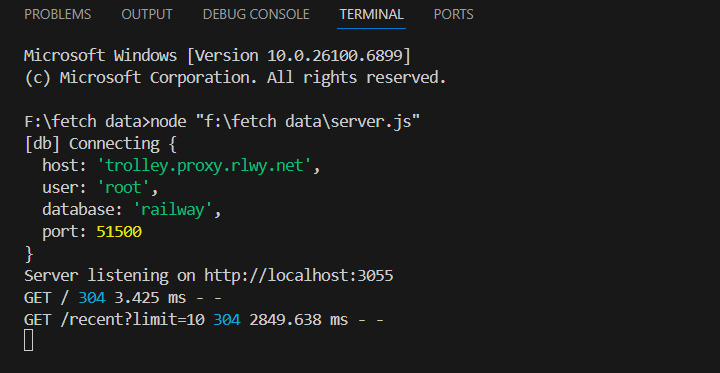 PROBLEMS OUTPUT DEBUG CONSOLE TERMINAL PORTS
Microsoft Windows [Version 10.0.26100.6899]
(c) Microsoft Corporation. All rights reserved.
F:\fetch data>node "f:\fetch data\server.js"
[db] Connecting {
  host: 'trolley.proxy.rlwy.net',
  user: 'root',
  database: 'railway',
  port: 51500
}
Server listening on http://localhost:3055
GET / 304 3.425 ms - -
GET /recent?limit=10 304 2849.638 ms - -